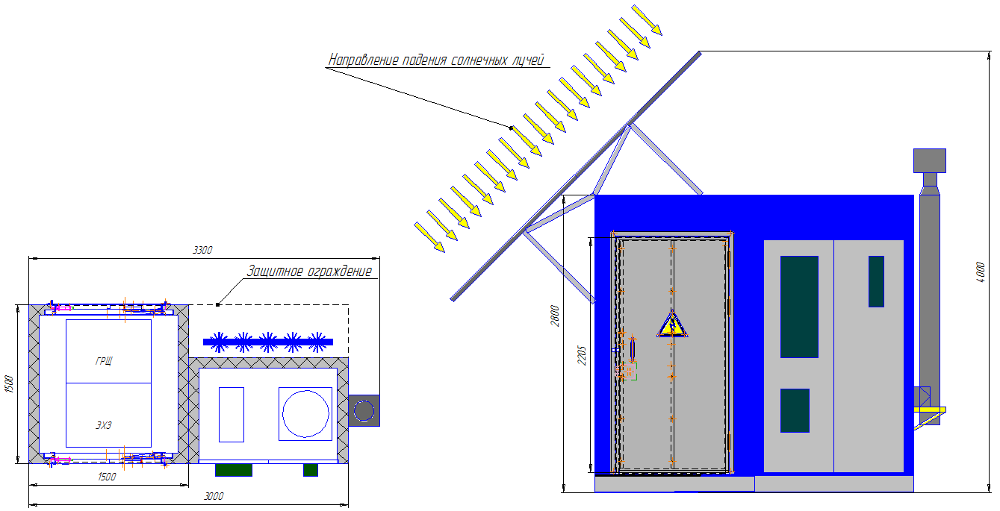 Направление падения солнечных лучей
3300
Защитное ограждение
ГРЩ
ЭХЗ
1500
1500
3000
2800
2205
4000